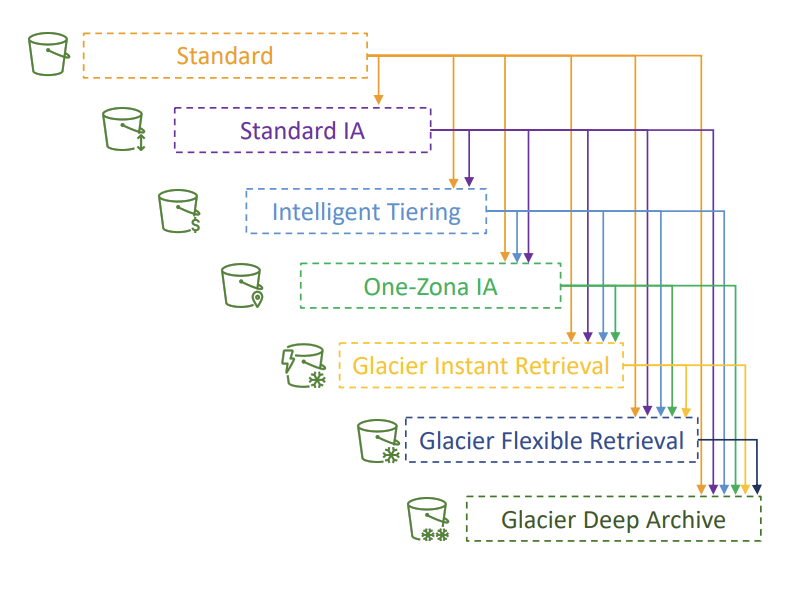 Standard
Standard IA
Intelligent Tiering
One-Zona IA
Glacier Instant Retrieval
Glacier Flexible Retrieval
Glacier Deep Archive